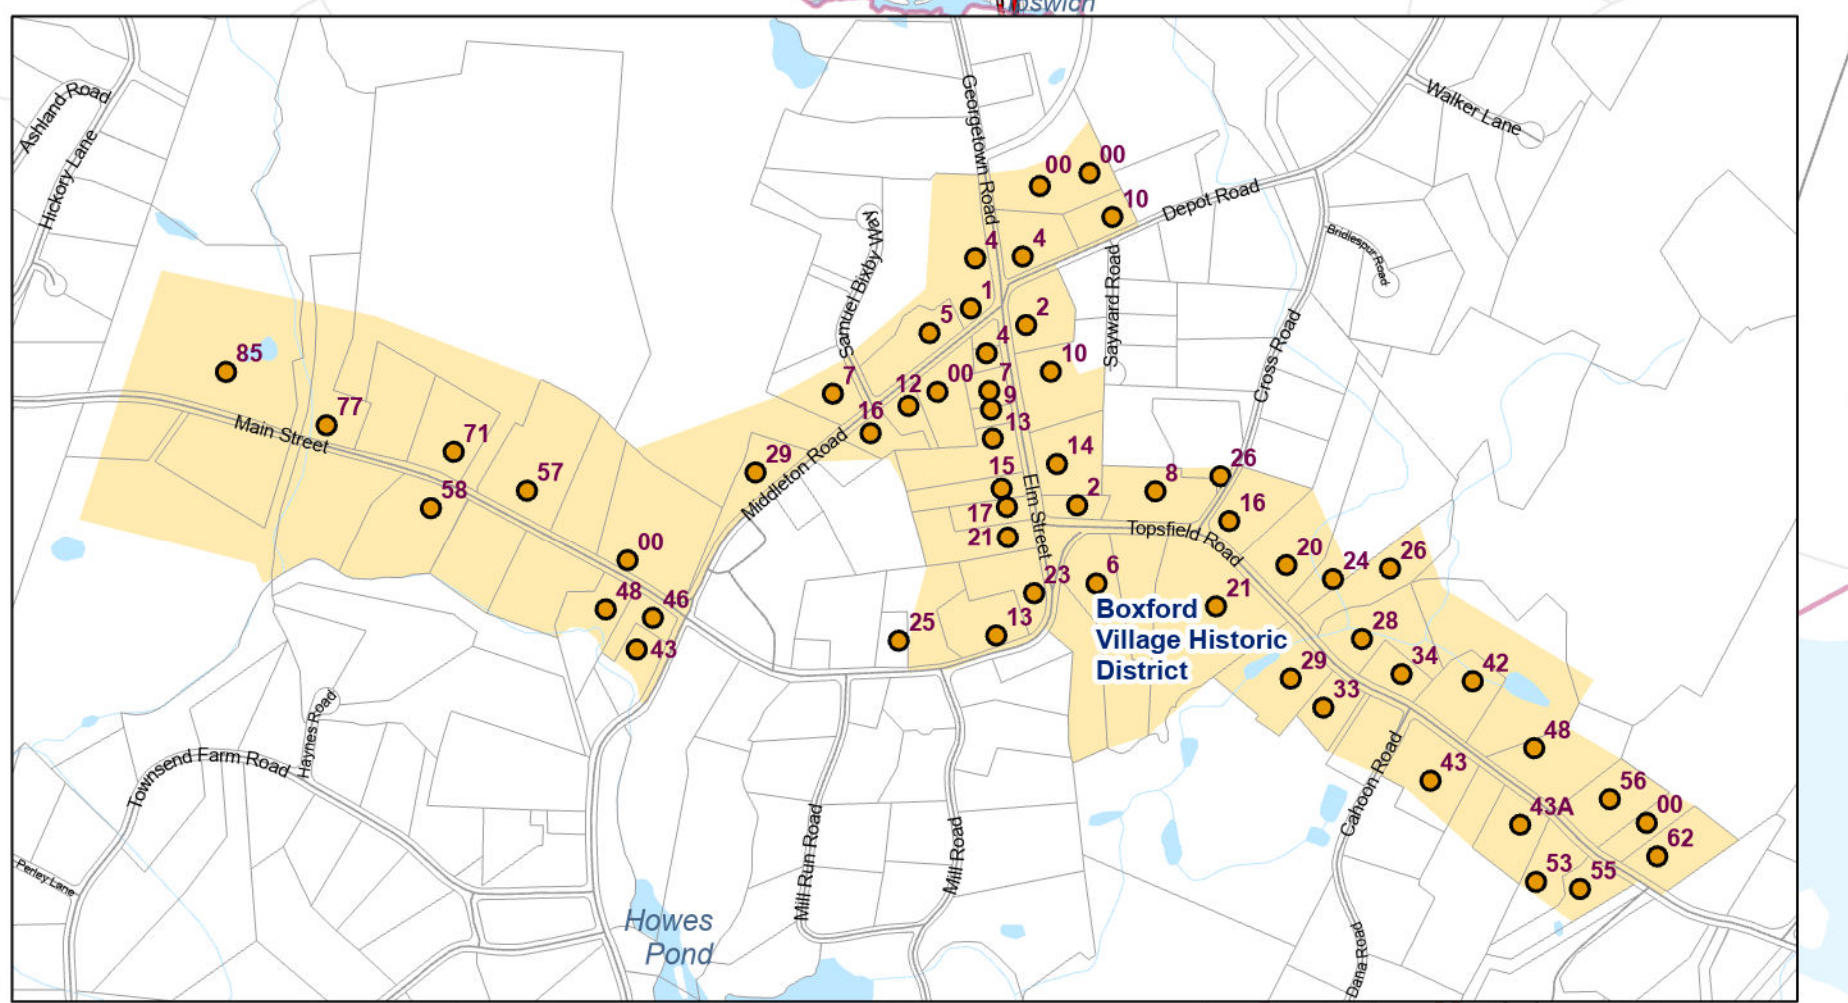 Ipswich
Georgetown Road
Walker Lane
Ashland Road
Hickory Lane
00
00
10
Depot Road
Samuel Bixby Way
Bridlespur Road
4
4
Sayward Road
1
5
2
Cross Road
4
85
10
7
12
00
7
9
77
16
13
Main Street
71
29
Middleton Road
14
26
57
15
8
58
2
16
17
Elm Street
Topsfield Road
21
00
20
24
26
48
46
23
6
21
Boxford
Village Historic
District
25
13
43
28
29
34
42
33
Haynes Road
Townsend Farm Road
48
43
Cahoon Road
56
00
43A
62
53
55
Mill Run Road
Mill Road
Perley Lane
Howes
Pond
Dana Road